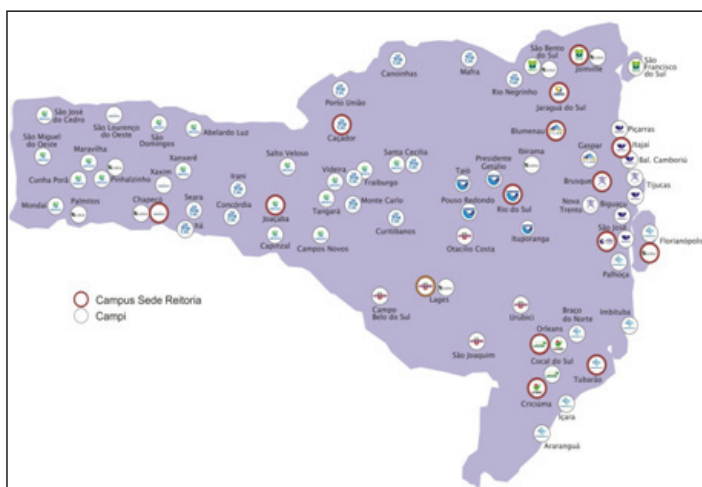 Canoinhas
Mafra
São Bento
do Sul
Joinville
São
Francisco
do Sul
Rio Negrinho
Jaraguá do Sul
Porto União
Caçador
São José
do Cedro
São Lourenço
do Oeste
São
Domingos
Abelardo Luz
São Miguel
do Oeste
Maravilha
Xanxerê
Salto Veloso
Santa Cecília
Videira
Fraiburgo
Taió
Presidente
Getúlio
Ibirama
Blumenau
Gaspar
Piçarras
Itajaí
Bal. Camboriú
Cunha Porã
Pinhalzinho
Xaxim
Irani
Brusque
Tijucas
Mondaí
Palmitos
Chapecó
Seara
Concórdia
Joaçaba
Tangará
Monte Carlo
Pouso Redondo
Rio do Sul
Nova
Trento
Biguaçu
Itá
Capinzal
Campos Novos
Curitibanos
Otacílio Costa
Ituporanga
São José
Florianópolis
Palhoça
Campus Sede Reitoria
Campi
Campo
Belo do Sul
Lages
Urubici
Braço
do Norte
Imbituba
São Joaquim
Orleans
Cocal do Sul
Tubarão
Criciúma
Içara
Araranguá